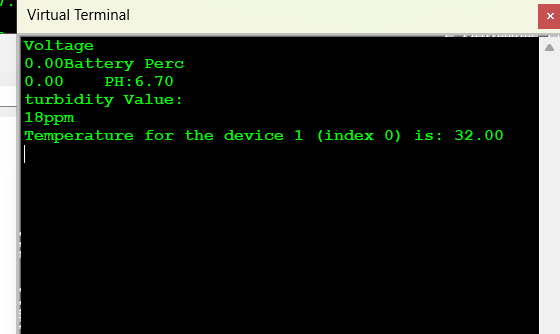 Virtual Terminal
Voltage
0.00Battery Perc
0.00    PH:6.70
turbidity Value:
18ppm
Temperature for the device 1 (index 0) is: 32.00